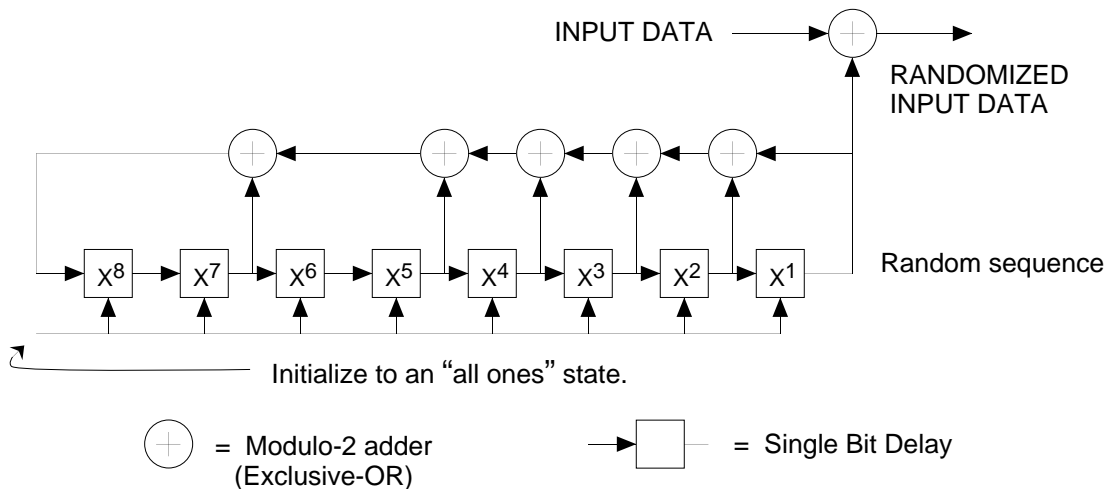 INPUT DATA
RANDOMIZED
INPUT DATA
X8 X7 X6 X5 X4 X3 X2 X1
Random sequence
Initialize to an “all ones” state.
= Modulo-2 adder
(Exclusive-OR)
= Single Bit Delay